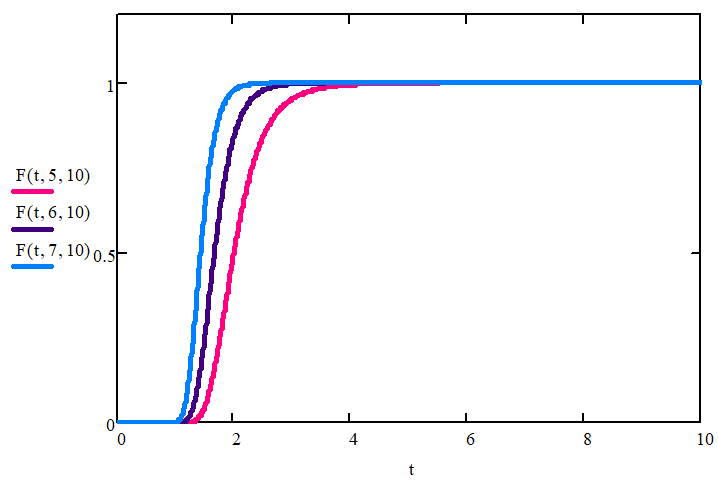 1
F(t, 5, 10)
F(t, 6, 10)
F(t, 7, 10)
0.5
0
0 2 4 6 8 10
t